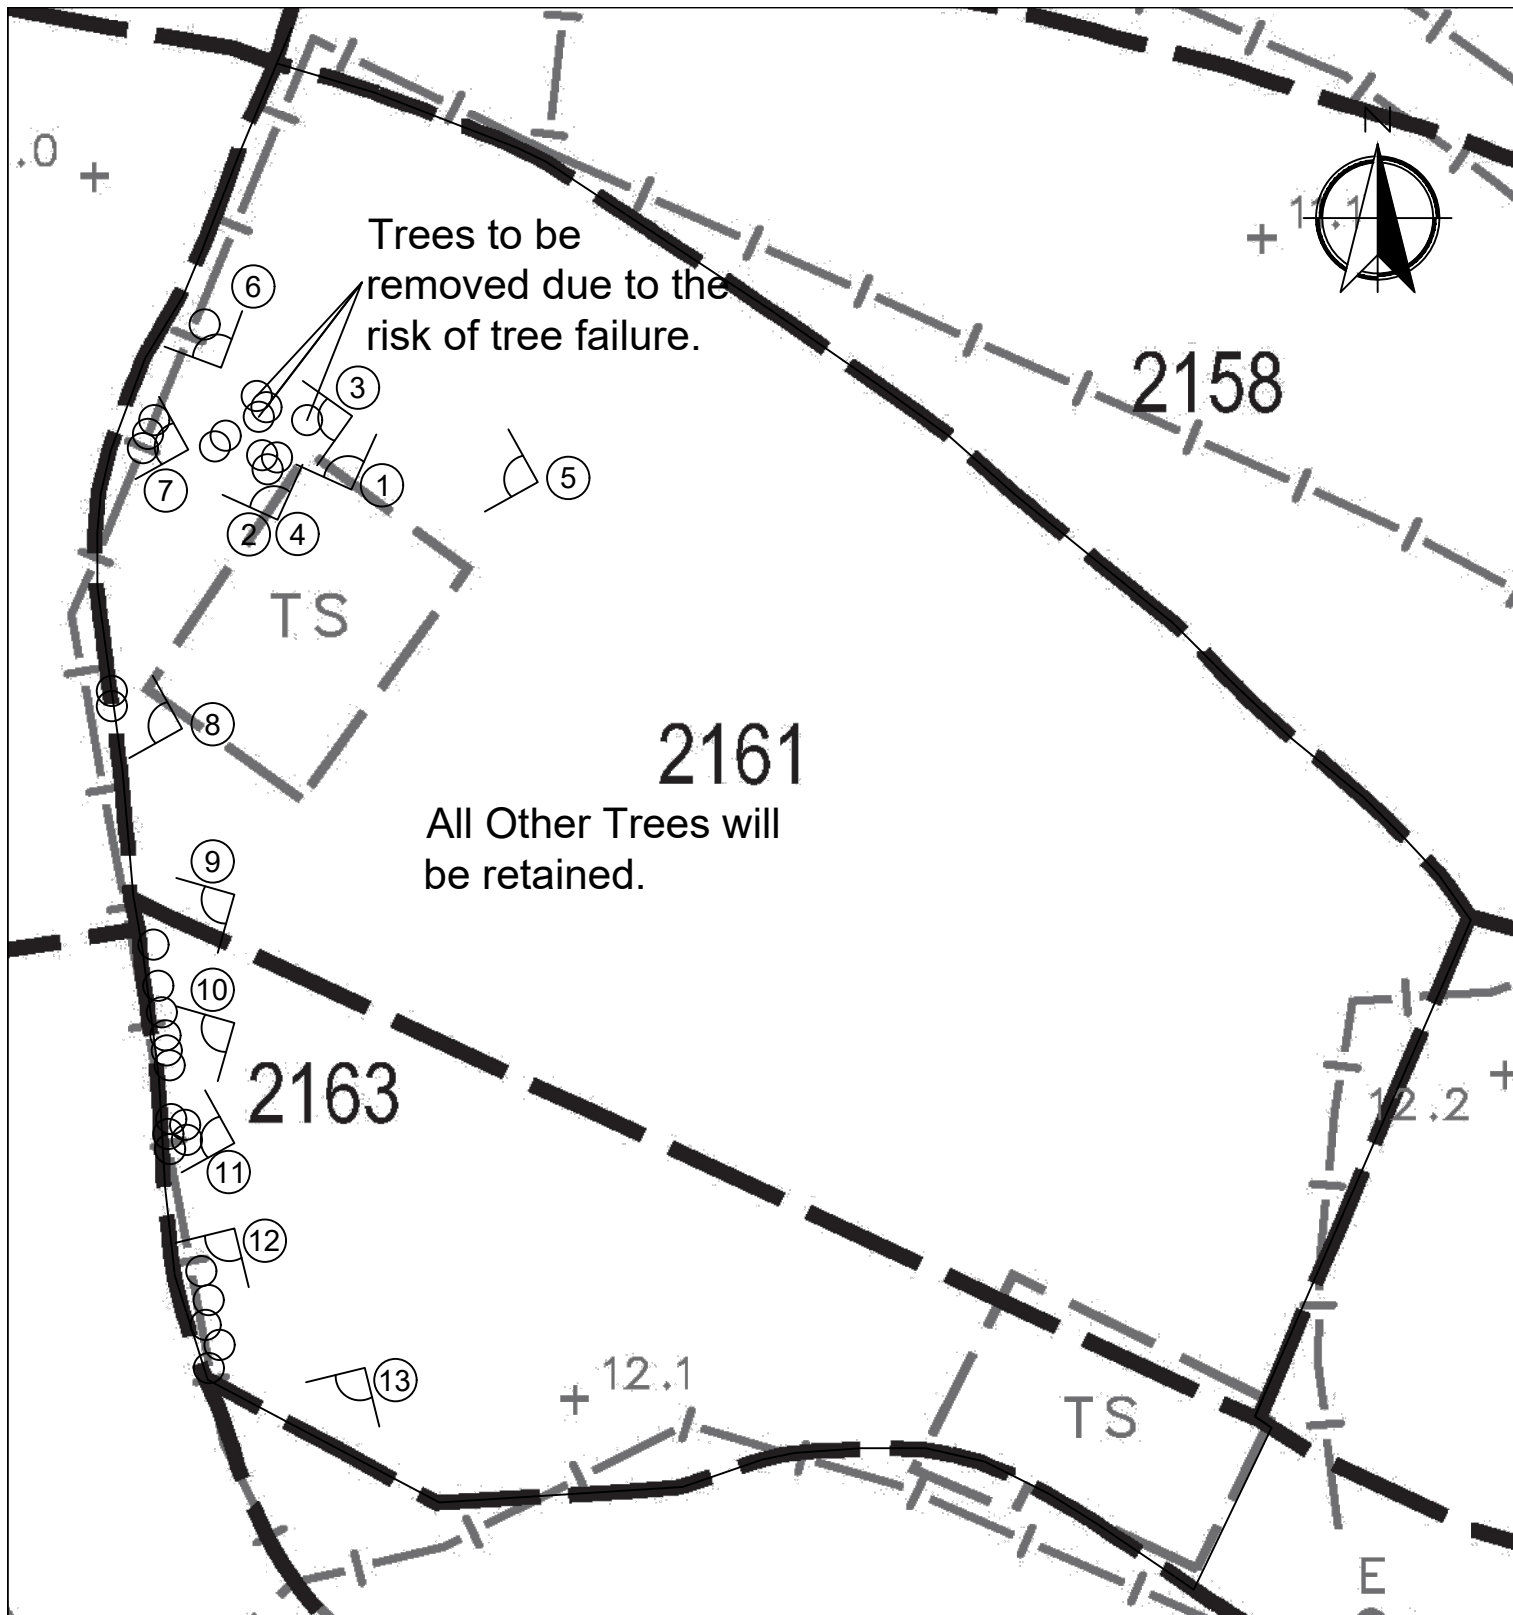 N
.0
11.1
Trees to be
removed due to the
risk of tree failure.
6
3
2158
1
5
7
2
4
TS
8
2161
All Other Trees will
be retained.
9
10
2163
12.2
11
12
12.1
13
TS
E